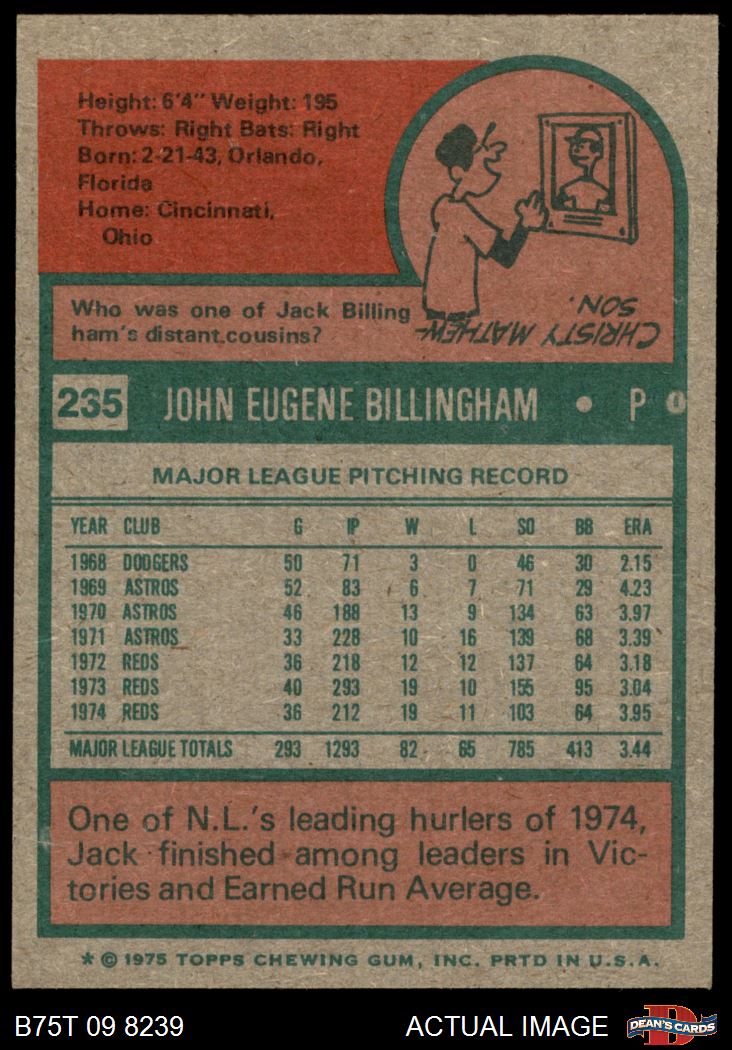 Height: 6'4" Weight: 195
Throws: Right Bats: Right
Born: 2-21-43, Orlando,
Florida
Home: Cincinnati,
Ohio
Who was one of Jack Billing
ham's distant cousins?
CHRISTY MATHEW-
SON.
235 JOHN EUGENE BILLINGHAM • P
MAJOR LEAGUE PITCHING RECORD
YEAR CLUB G IP W L SO BB ERA
1968 DODGERS 50 71 3 0 46 30 2.15
1969 ASTROS 52 83 6 7 71 29 4.23
1970 ASTROS 46 188 13 9 134 63 3.97
1971 ASTROS 33 228 10 16 139 68 3.39
1972 REDS 36 218 12 12 137 64 3.18
1973 REDS 40 293 19 10 155 95 3.04
1974 REDS 36 212 19 11 103 64 3.95
MAJOR LEAGUE TOTALS 293 1293 82 65 785 413 3.44
One of N.L.'s leading hurlers of 1974,
Jack finished among leaders in Vic-
tories and Earned Run Average.
* © 1975 TOPPS CHEWING GUM, INC. PRTD IN U.S.A.
B75T 09 8239 ACTUAL IMAGE DEAN'S CARDS